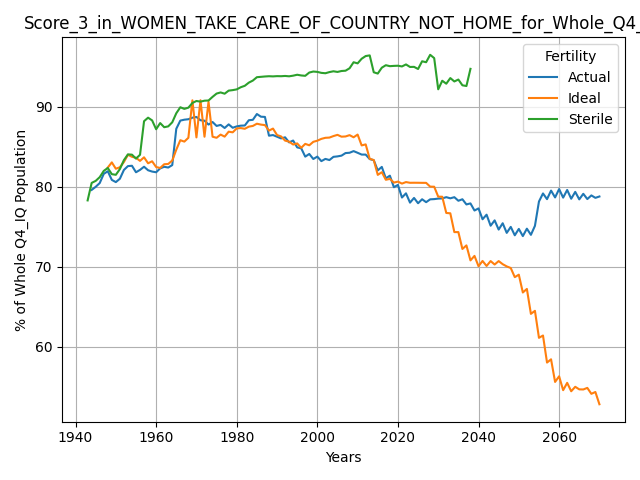 Score_3_in_WOMEN_TAKE_CARE_OF_COUNTRY_NOT_HOME_for_Whole_Q4_
Fertility
Actual
Ideal
Sterile
% of Whole Q4_IQ Population
90
80
70
60
1940 1960 1980 2000 2020 2040 2060
Years